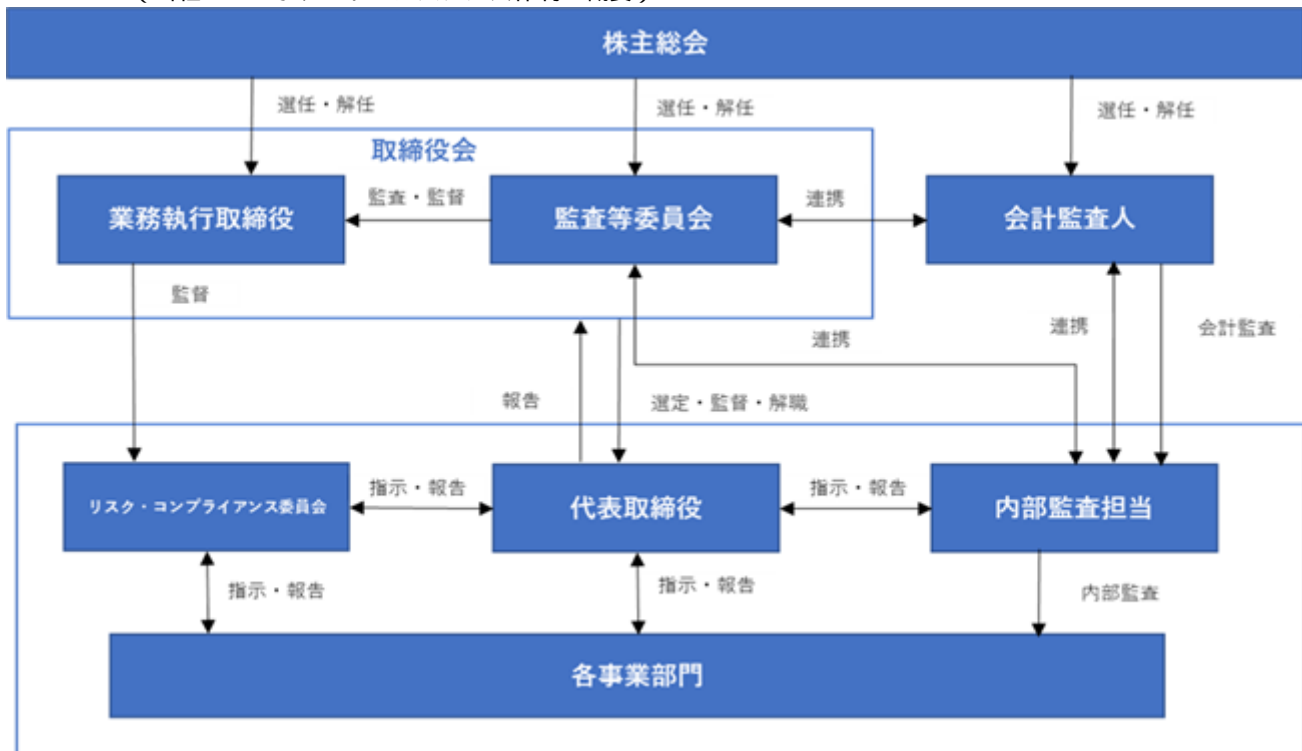 株主総会
選任・解任
選任・解任
選任・解任
取締役会
業務執行取締役
監査・監督
監査等委員会
連携
会計監査人
監督
連携
連携
会計監査
報告
選定・監督・解職
リスク・コンプライアンス委員会
指示・報告
代表取締役
指示・報告
内部監査担当
指示・報告
指示・報告
内部監査
各事業部門